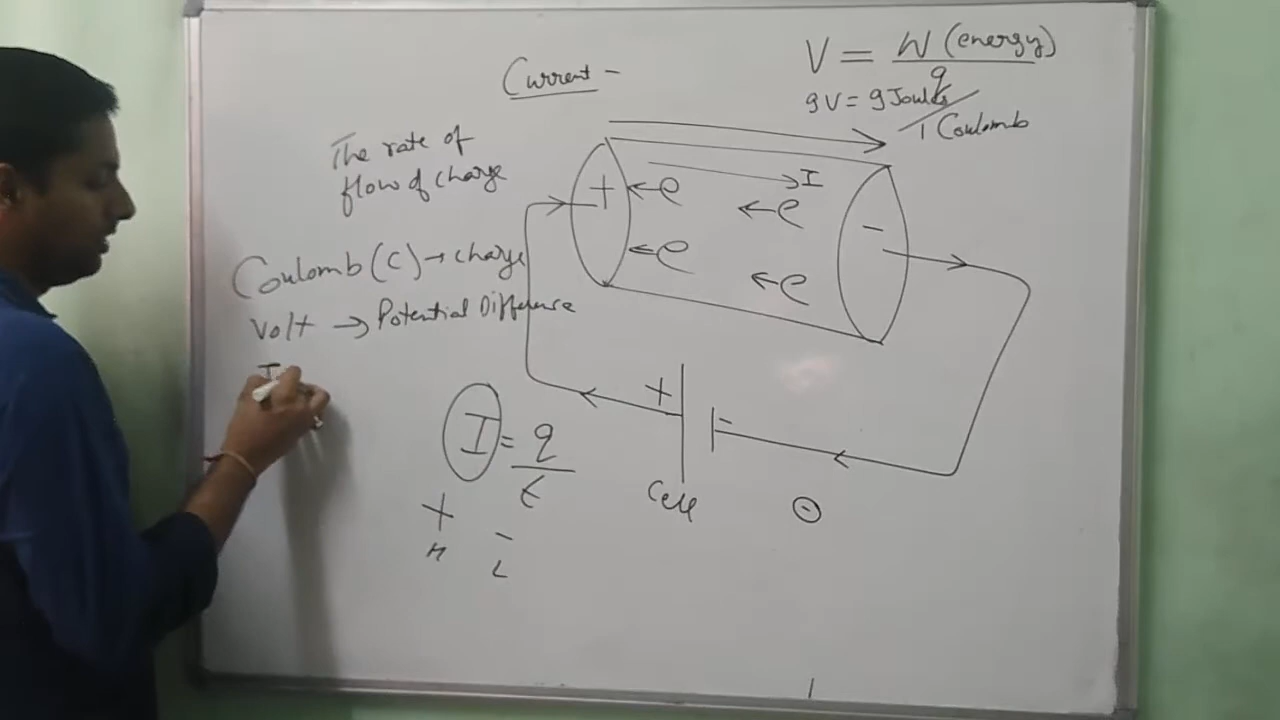 Current -
V = W (energy) / q
9V = 9 Joules / 1 Coulomb
The rate of
flow of charge
I
+ ←e ←e -
←e ←e
Coulomb (C) → charge
Volt → Potential Difference
I
I = q / t
+ -
Cell
+ -
H L
-